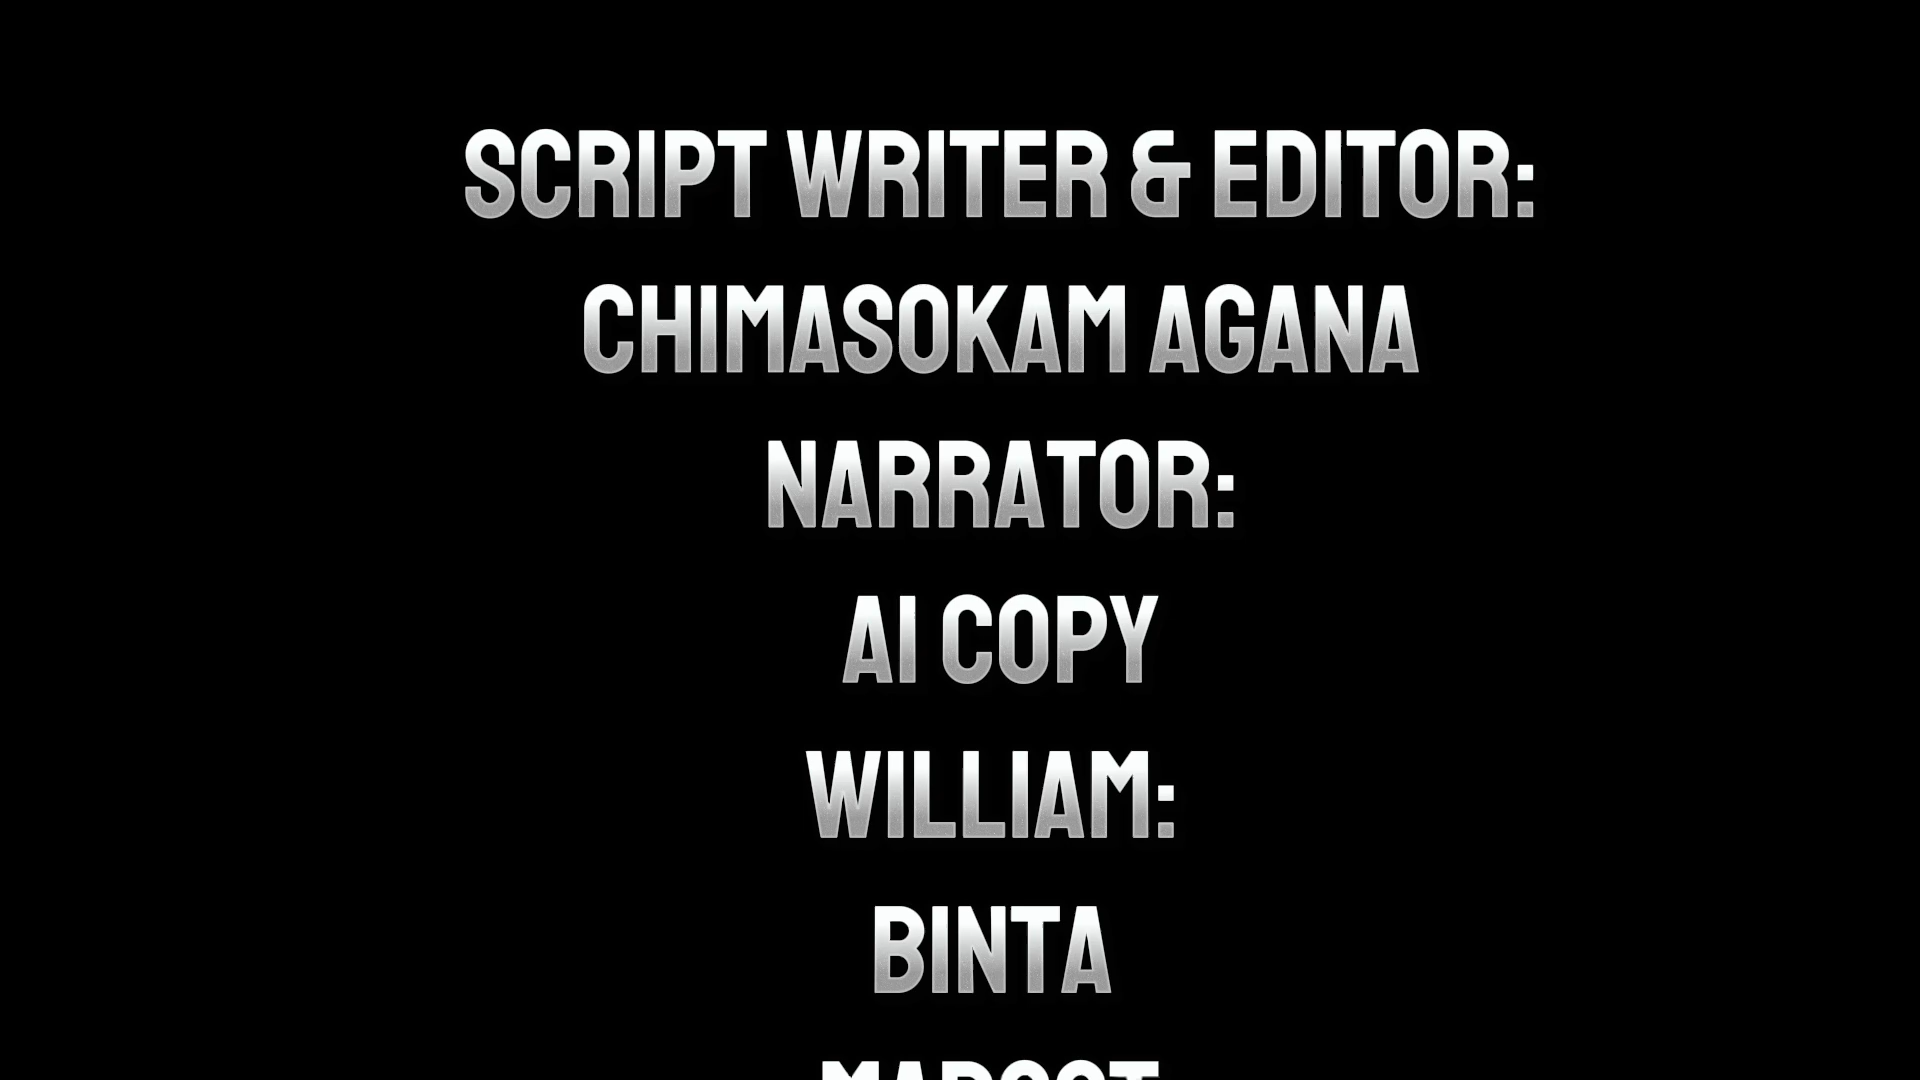 SCRIPT WRITER & EDITOR:
CHIMASOKAM AGANA
NARRATOR:
AI COPY
WILLIAM:
BINTA